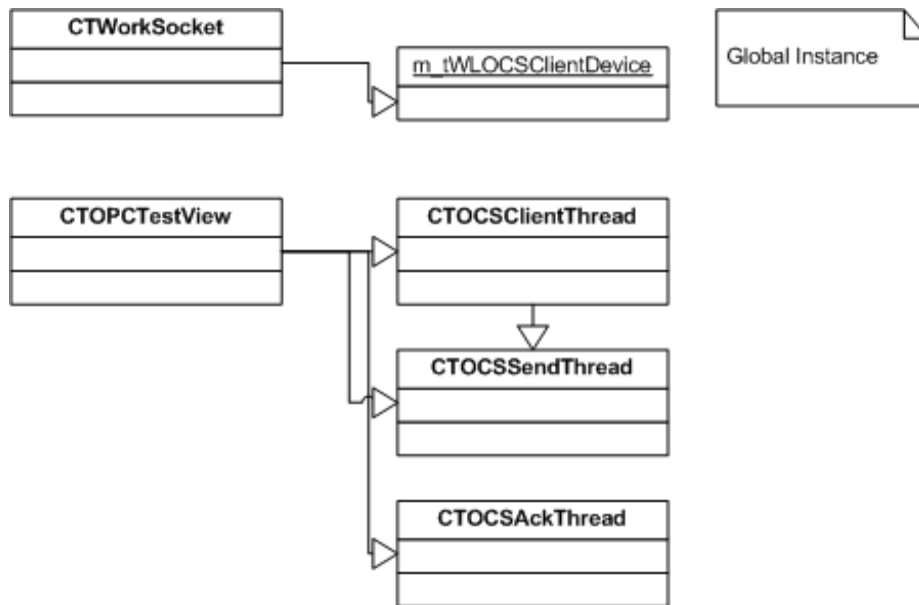 CTWorkSocket
m_tWLOCSClientDevice
Global Instance
CTOPCTestView
CTOCSClientThread
CTOCSSendThread
CTOCSAckThread